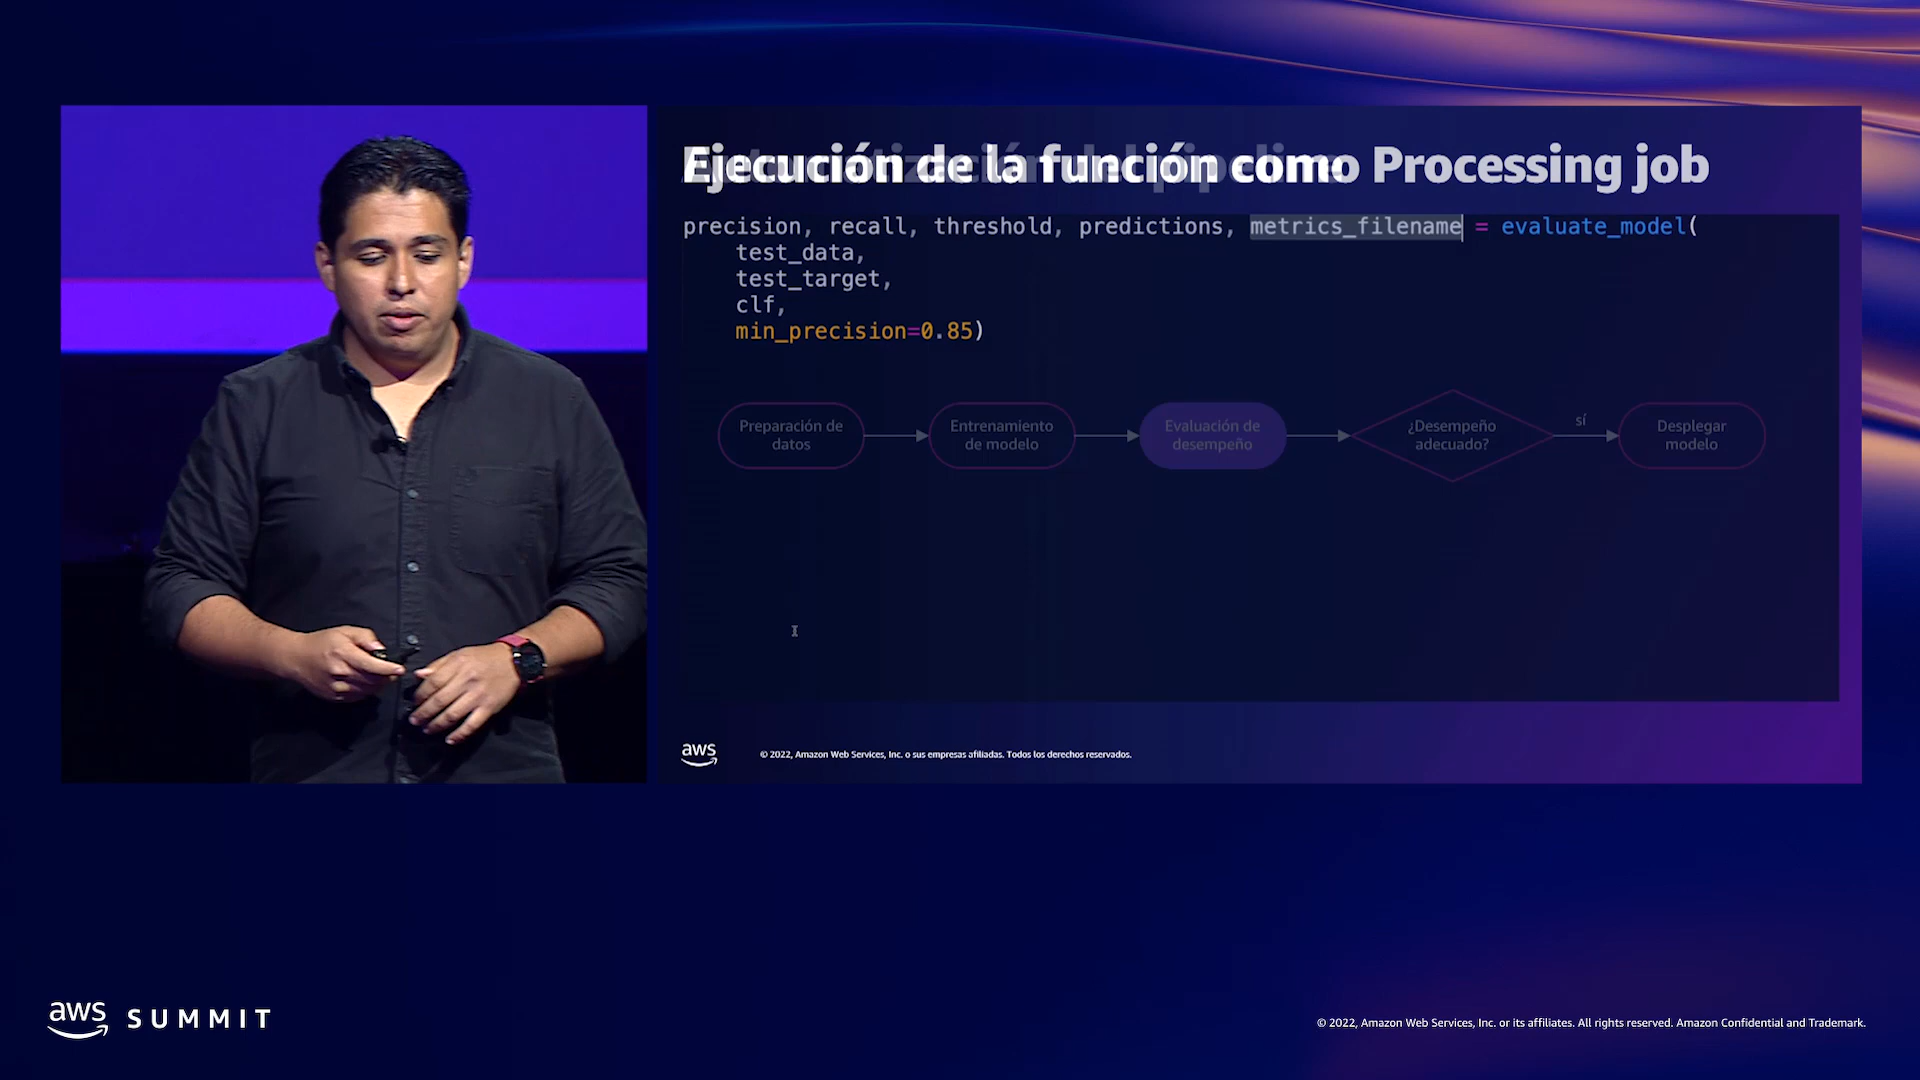 Ejecución de la función como Processing job
precision, recall, threshold, predictions, metrics_filename = evaluate_model(
test_data,
test_target,
clf,
min_precision=0.85)
Preparación de
datos
Entrenamiento
de modelo
Evaluación de
desempeño
¿Desempeño
adecuado?
sí
Desplegar
modelo
aws
© 2022, Amazon Web Services, Inc. o sus empresas afiliadas. Todos los derechos reservados.
aws SUMMIT
© 2022, Amazon Web Services, Inc. or its affiliates. All rights reserved. Amazon Confidential and Trademark.